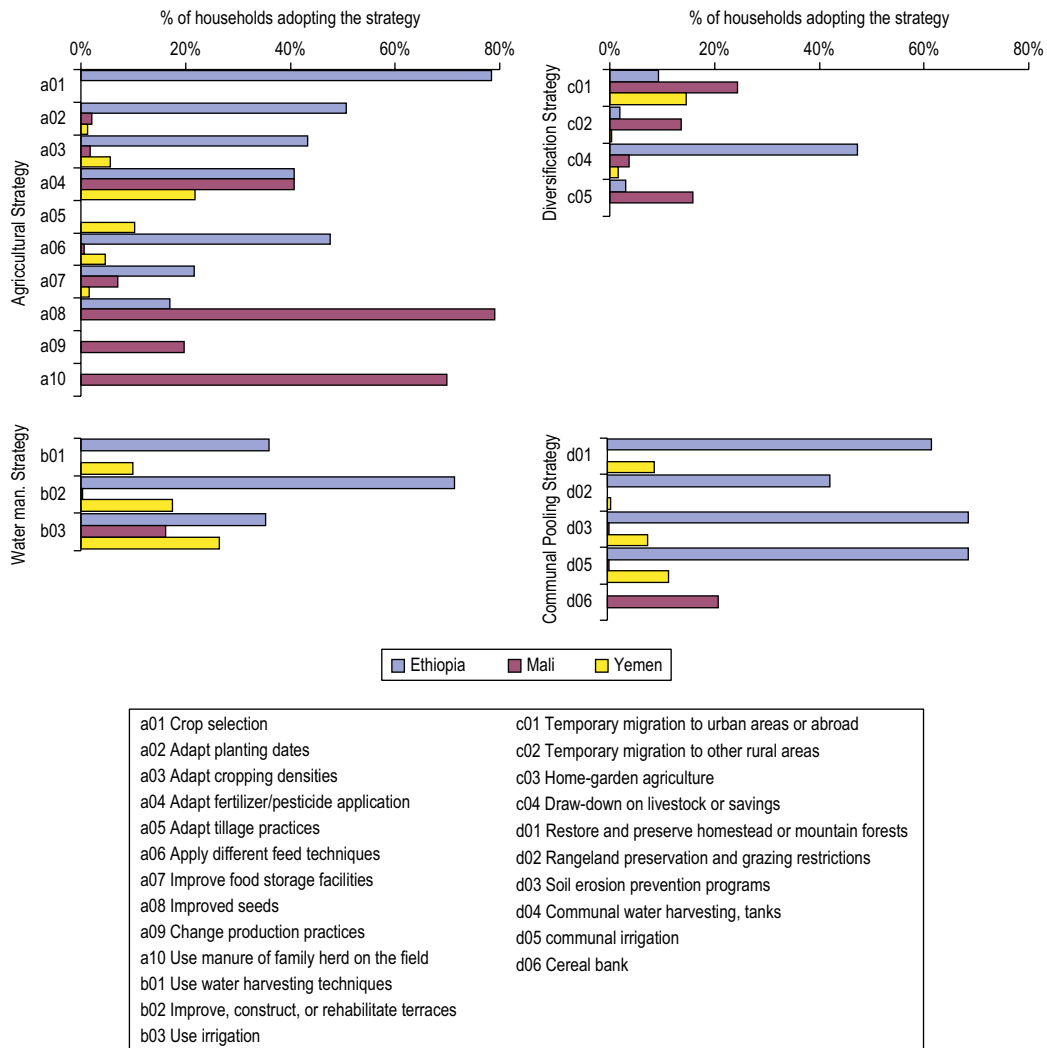 % of households adopting the strategy
0% 20% 40% 60% 80%
Agriccultural Strategy
a01
a02
a03
a04
a05
a06
a07
a08
a09
a10
% of households adopting the strategy
0% 20% 40% 60% 80%
Diversification Strategy
c01
c02
c04
c05
Water man. Strategy
b01
b02
b03
Communal Pooling Strategy
d01
d02
d03
d05
d06
Ethiopia Mali Yemen
a01 Crop selection
a02 Adapt planting dates
a03 Adapt cropping densities
a04 Adapt fertilizer/pesticide application
a05 Adapt tillage practices
a06 Apply different feed techniques
a07 Improve food storage facilities
a08 Improved seeds
a09 Change production practices
a10 Use manure of family herd on the field
b01 Use water harvesting techniques
b02 Improve, construct, or rehabilitate terraces
b03 Use irrigation
c01 Temporary migration to urban areas or abroad
c02 Temporary migration to other rural areas
c03 Home-garden agriculture
c04 Draw-down on livestock or savings
d01 Restore and preserve homestead or mountain forests
d02 Rangeland preservation and grazing restrictions
d03 Soil erosion prevention programs
d04 Communal water harvesting, tanks
d05 communal irrigation
d06 Cereal bank